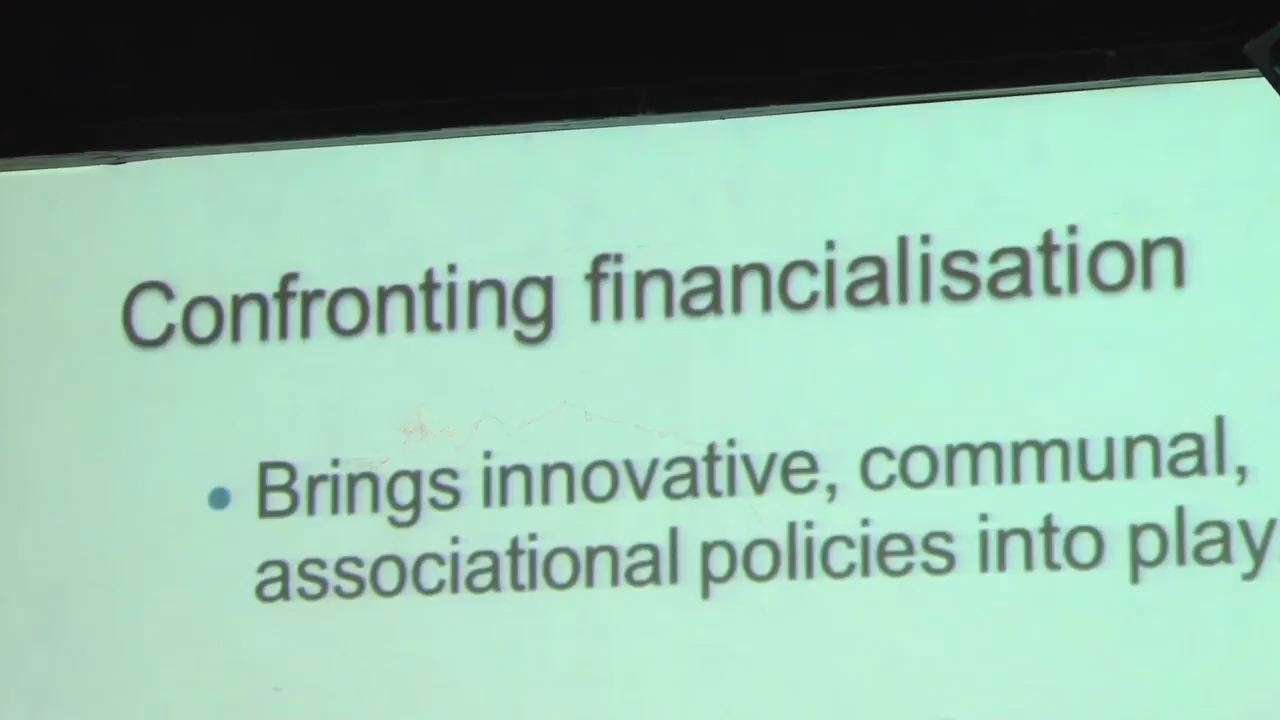 Confronting financialisation
• Brings innovative, communal,
associational policies into play